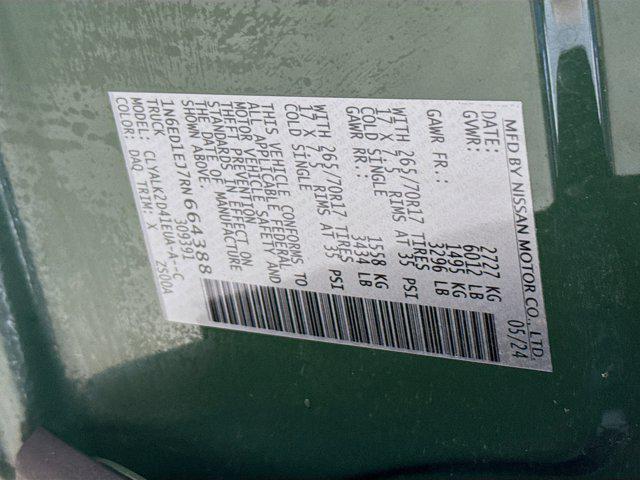 MFD BY NISSAN MOTOR CO., LTD.
DATE: 05/24
GVWR: 2727 KG
6012 LB
GAWR FR: 1495 KG
3296 LB
WITH 265/70R17 TIRES
17 X 7.5 RIMS AT 35 PSI
COLD SINGLE
GAWR RR: 1558 KG
3434 LB
WITH 265/70R17 TIRES
17 X 7.5 RIMS AT 35 PSI
COLD SINGLE
THIS VEHICLE CONFORMS TO
ALL APPLICABLE FEDERAL
MOTOR VEHICLE SAFETY AND
THEFT PREVENTION
STANDARDS IN EFFECT ON
THE DATE OF MANUFACTURE
SHOWN ABOVE.
1N6ED1EJ7RN664388
TRUCK 309391
MODEL: CLYALK2D41EUA-A--C
COLOR: DAQ TRIM: X 7500A